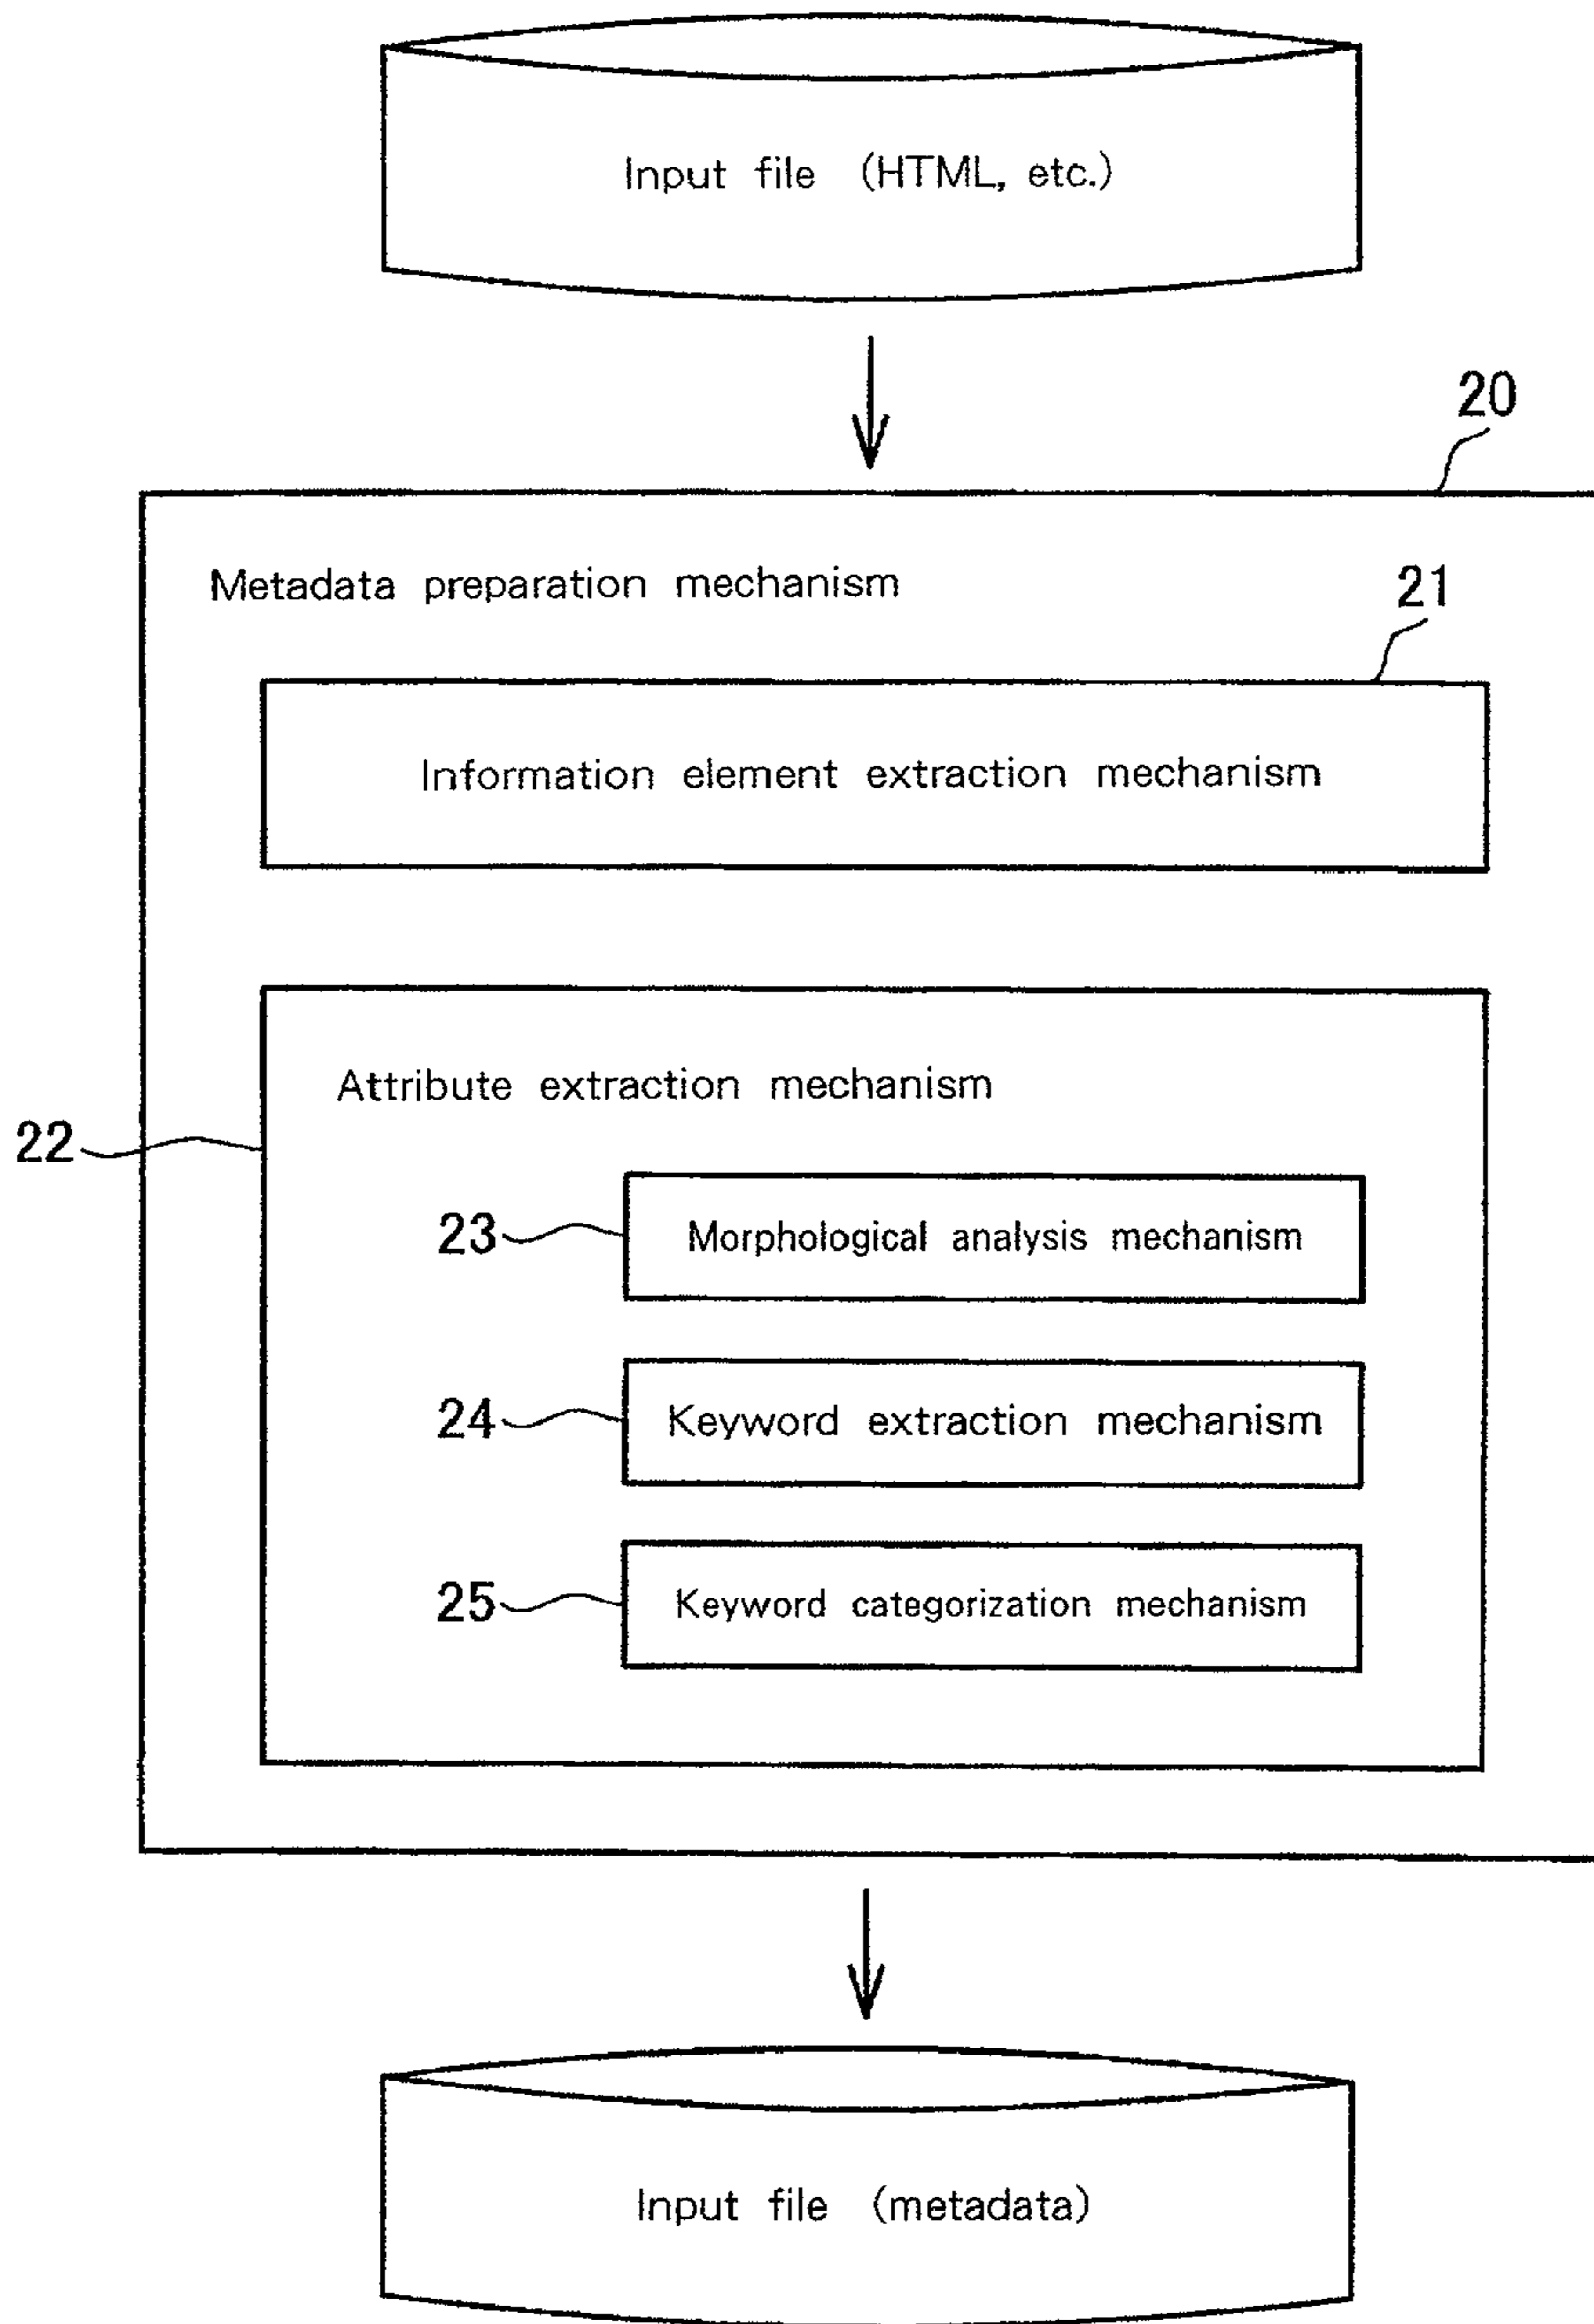 Input file (HTML, etc.)
20
Metadata preparation mechanism
21
Information element extraction mechanism
Attribute extraction mechanism
22
23 Morphological analysis mechanism
24 Keyword extraction mechanism
25 Keyword categorization mechanism
Input file (metadata)